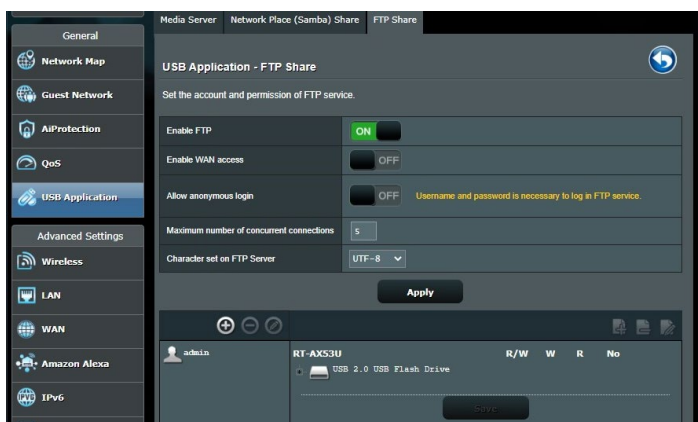 Media Server Network Place (Samba) Share FTP Share
General
Network Map
Guest Network
AiProtection
QoS
USB Application
Advanced Settings
Wireless
LAN
WAN
Amazon Alexa
IPv6
USB Application - FTP Share
Set the account and permission of FTP service.
Enable FTP ON
Enable WAN access OFF
Allow anonymous login OFF Username and password is necessary to log in FTP service.
Maximum number of concurrent connections 5
Character set on FTP Server UTF-8
Apply
admin
RT-AX53U R/W W R No
USB 2.0 USB Flash Drive
Save